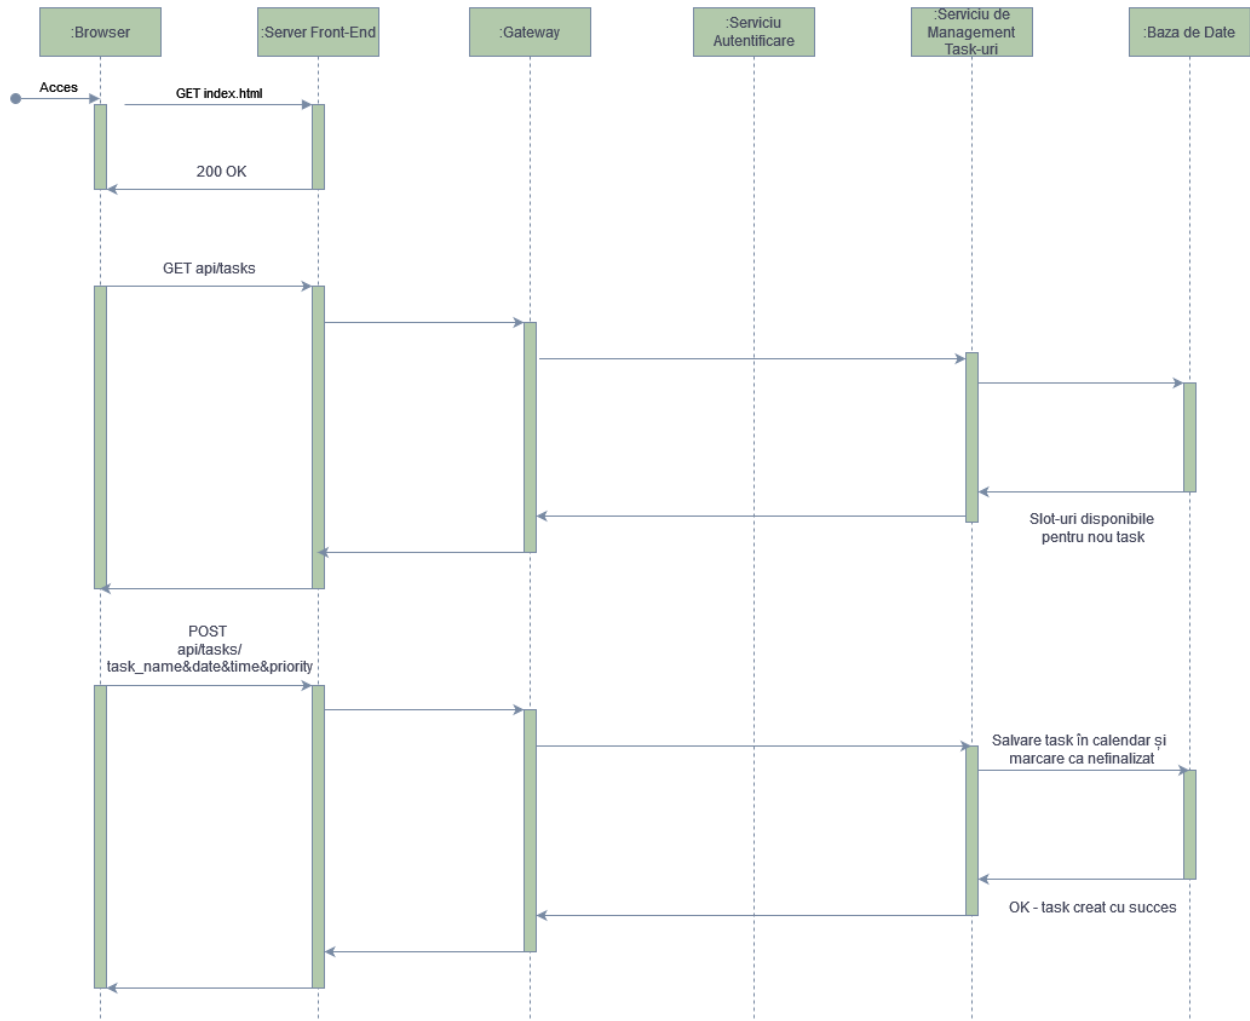 :Browser
:Server Front-End
:Gateway
:Serviciu
Autentificare
:Serviciu de
Management
Task-uri
:Baza de Date
Acces
GET index.html
200 OK
GET api/tasks
Slot-uri disponibile
pentru nou task
POST
api/tasks/
task_name&date&time&priority
Salvare task în calendar și
marcare ca nefinalizat
OK - task creat cu succes